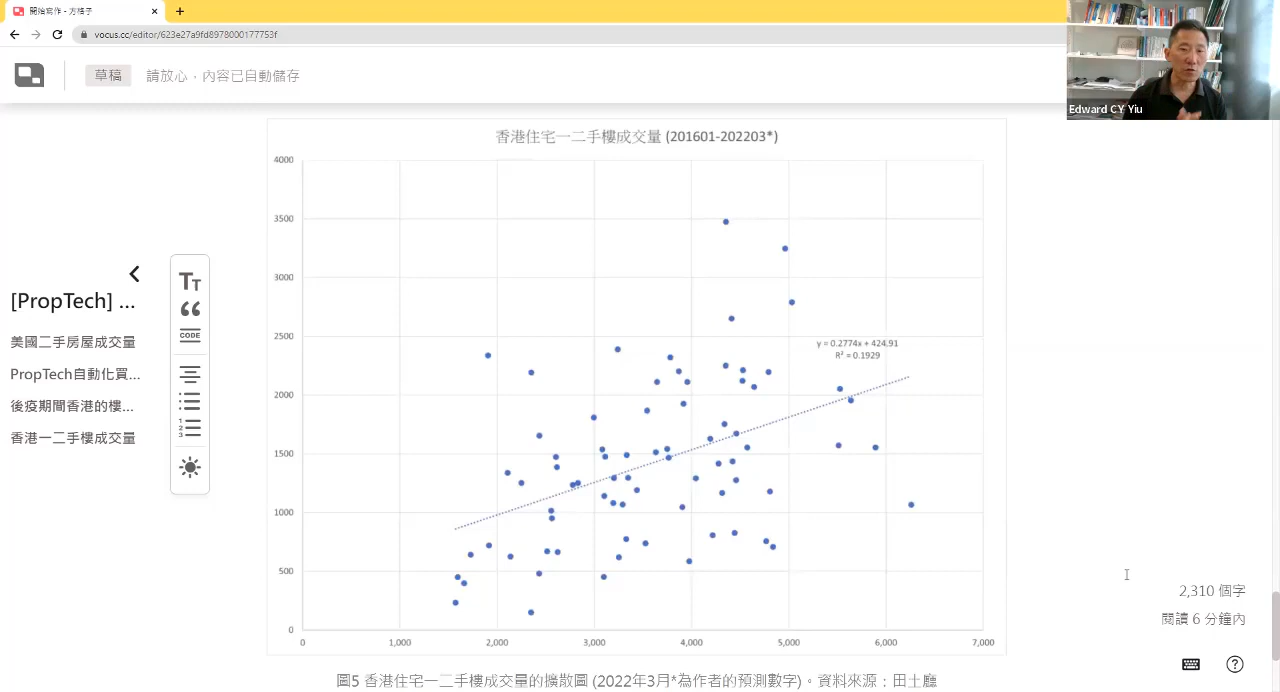 開始寫作 - 方格子
vocus.cc/editor/623e27a9fd8978000177753f
草稿
請放心，內容已自動儲存
Edward CY Yiu
[PropTech] ...
美國二手房屋成交量
PropTech自動化買...
後疫期間香港的樓...
香港一二手樓成交量
TT
CODE
香港住宅一二手樓成交量 (201601-202203*)
4000
3500
3000
2500
2000
1500
1000
500
0
y = 0.2774x + 424.91
R² = 0.1929
0 1,000 2,000 3,000 4,000 5,000 6,000 7,000
圖5 香港住宅一二手樓成交量的擴散圖 (2022年3月*為作者的預測數字)。資料來源：田土廳
2,310 個字
閱讀 6 分鐘內